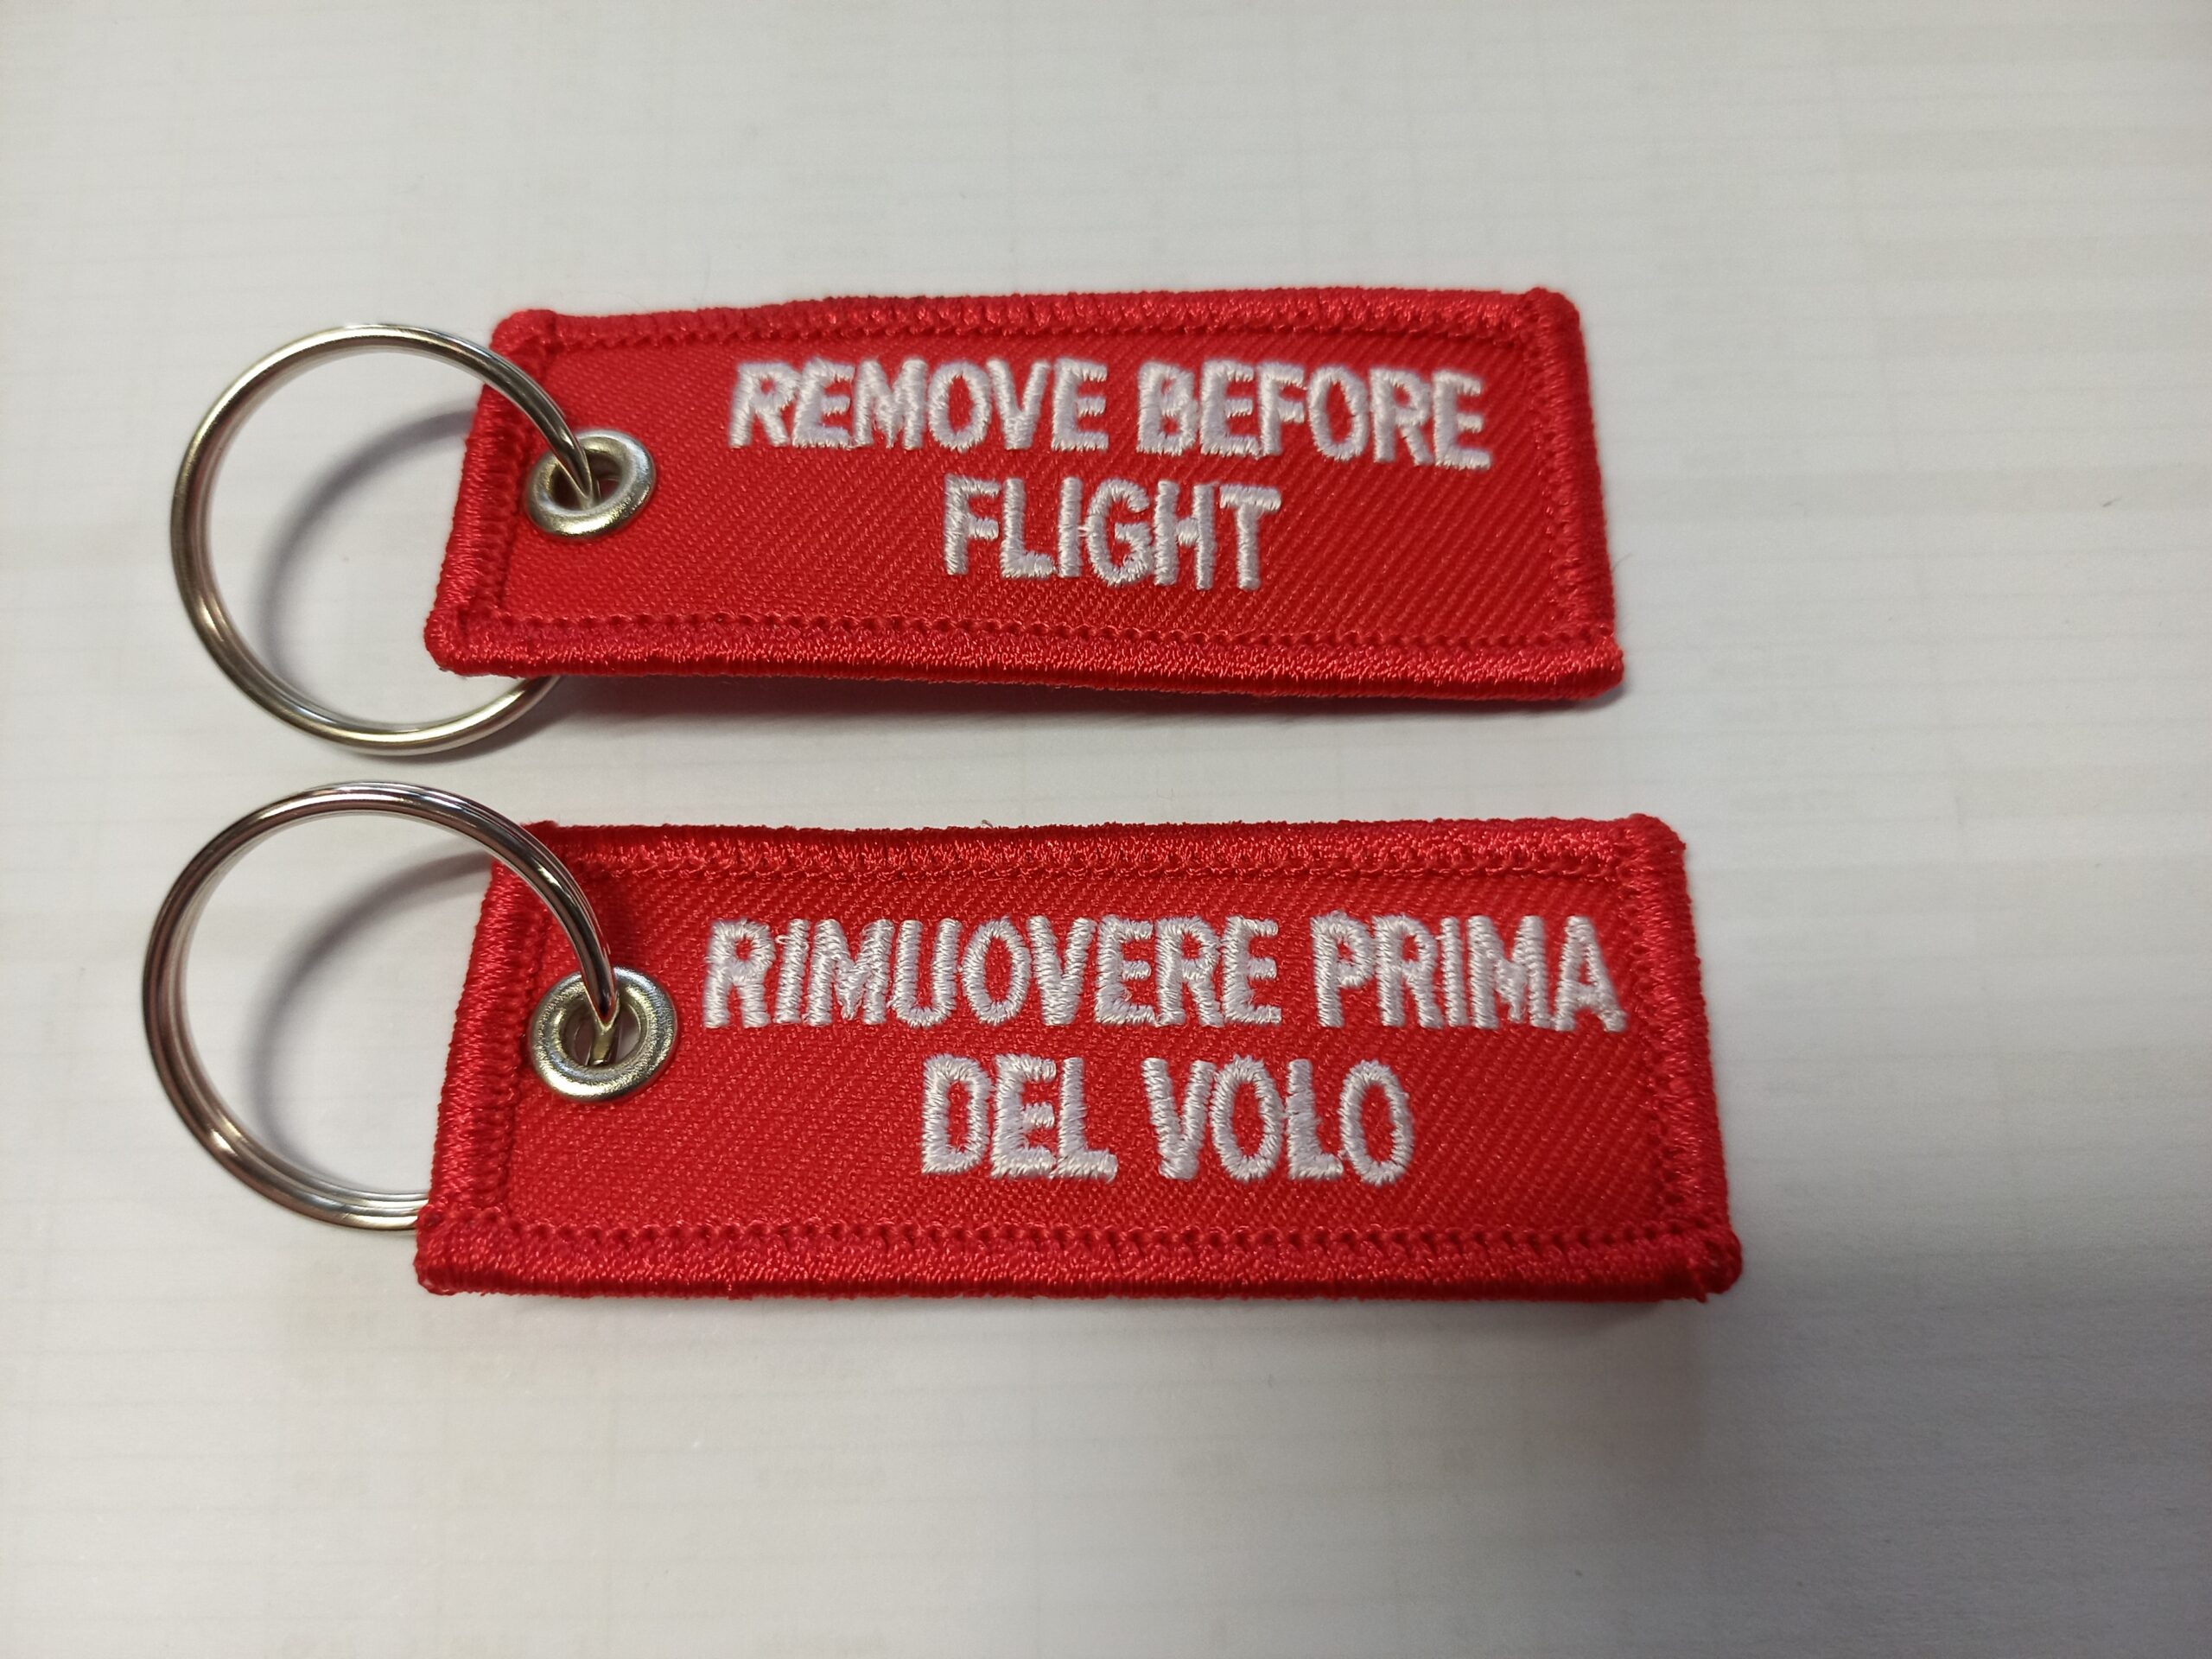 REMOVE BEFORE
FLIGHT
RIMUOVERE PRIMA
DEL VOLO